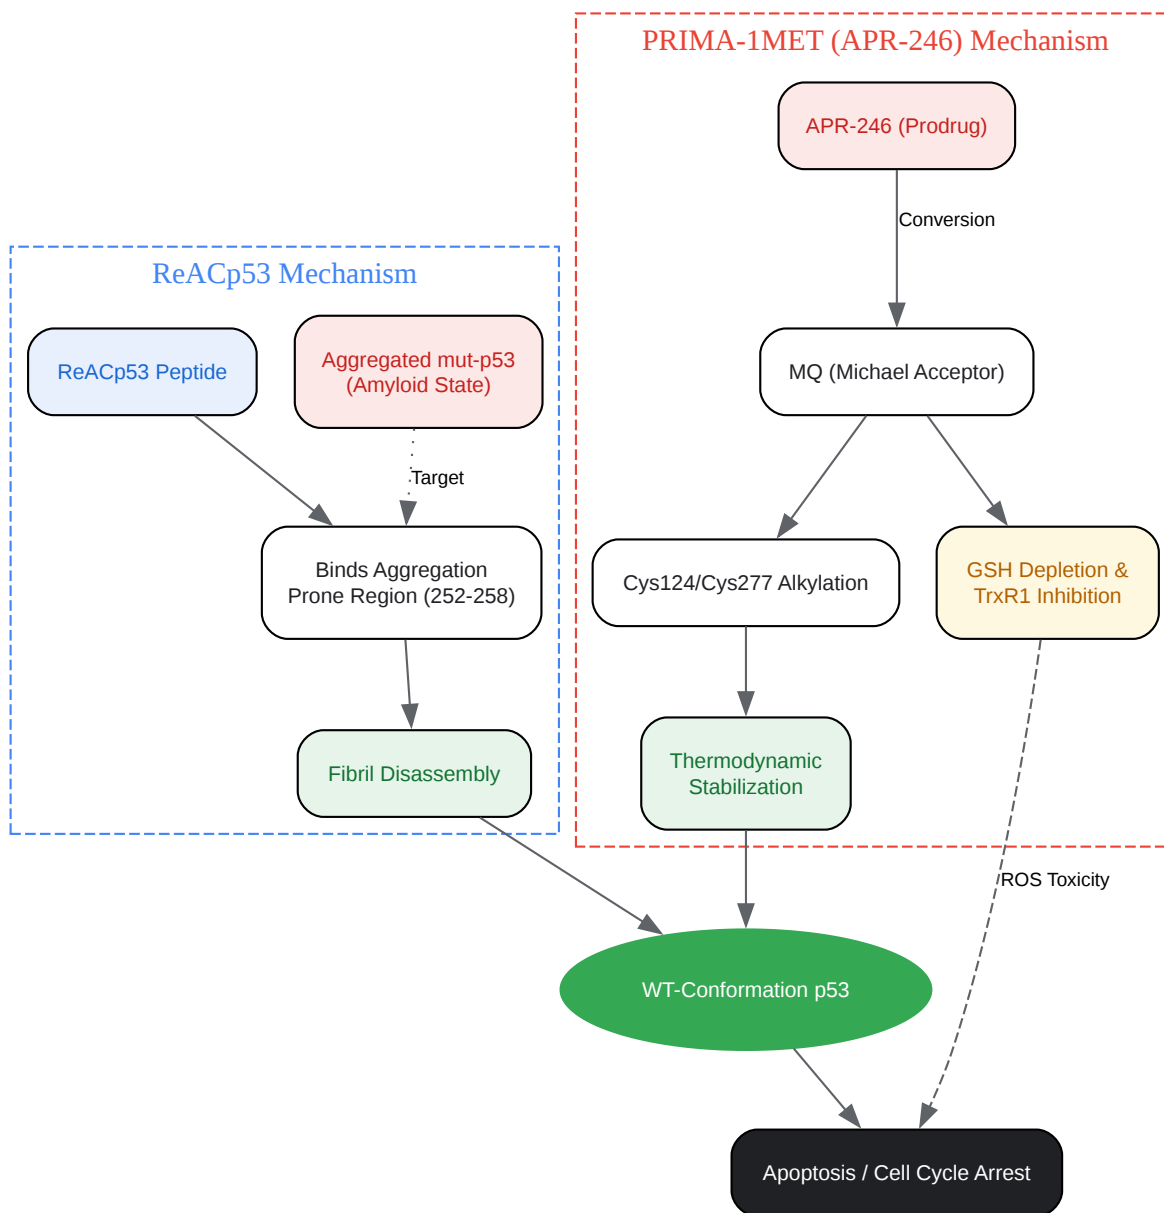 PRIMA-1MET (APR-246) Mechanism
APR-246 (Prodrug)
Conversion
ReACp53 Mechanism
ReACp53 Peptide
Aggregated mut-p53
(Amyloid State)
MQ (Michael Acceptor)
Target
Binds Aggregation
Prone Region (252-258)
Cys124/Cys277 Alkylation
GSH Depletion &
TrxR1 Inhibition
Fibril Disassembly
Thermodynamic
Stabilization
ROS Toxicity
WT-Conformation p53
Apoptosis / Cell Cycle Arrest